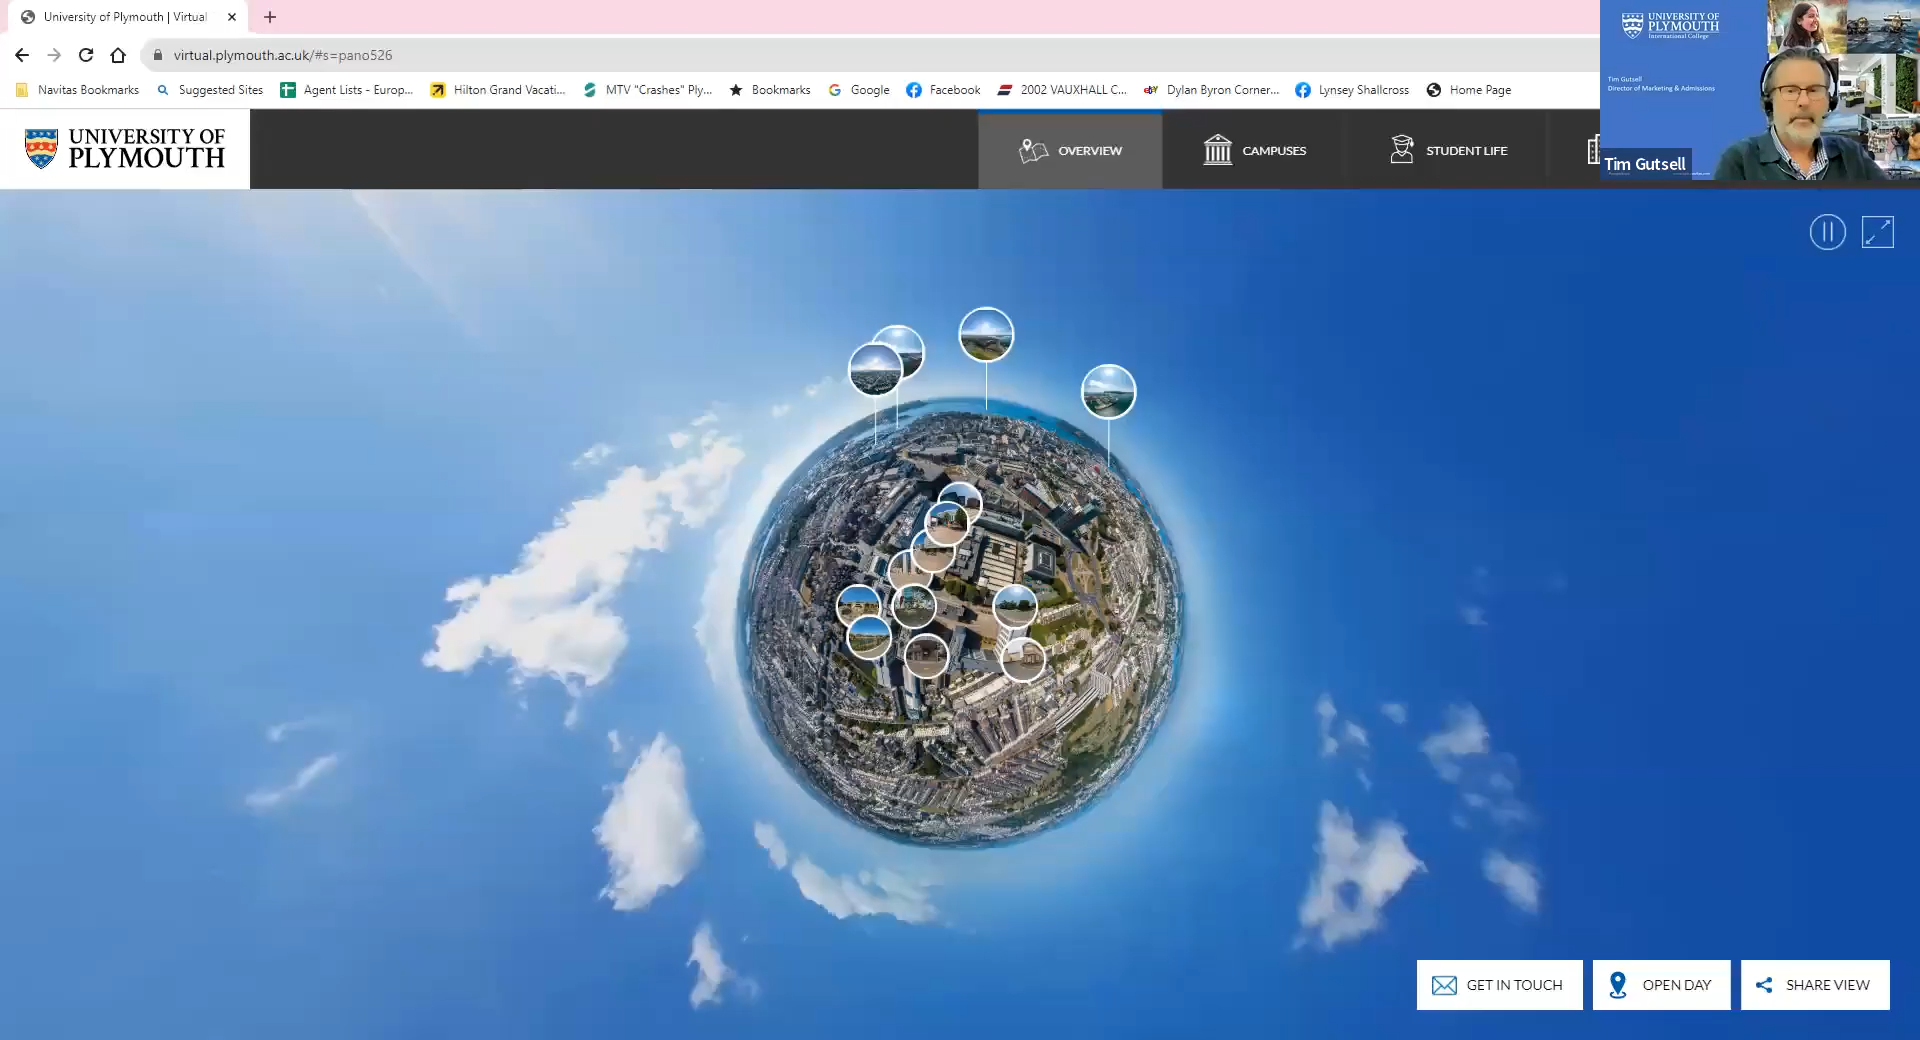 University of Plymouth | Virtual
virtual.plymouth.ac.uk/#s=pano526
Navitas Bookmarks
Suggested Sites
Agent Lists - Europ...
Hilton Grand Vacati...
MTV "Crashes" Ply...
Bookmarks
Google
Facebook
2002 VAUXHALL C...
ebay
Dylan Byron Corner...
Lynsey Shallcross
Home Page
UNIVERSITY OF
PLYMOUTH
OVERVIEW
CAMPUSES
STUDENT LIFE
UNIVERSITY OF
PLYMOUTH
International College
Tim Gutsell
Director of Marketing & Admissions
Tim Gutsell
GET IN TOUCH
OPEN DAY
SHARE VIEW